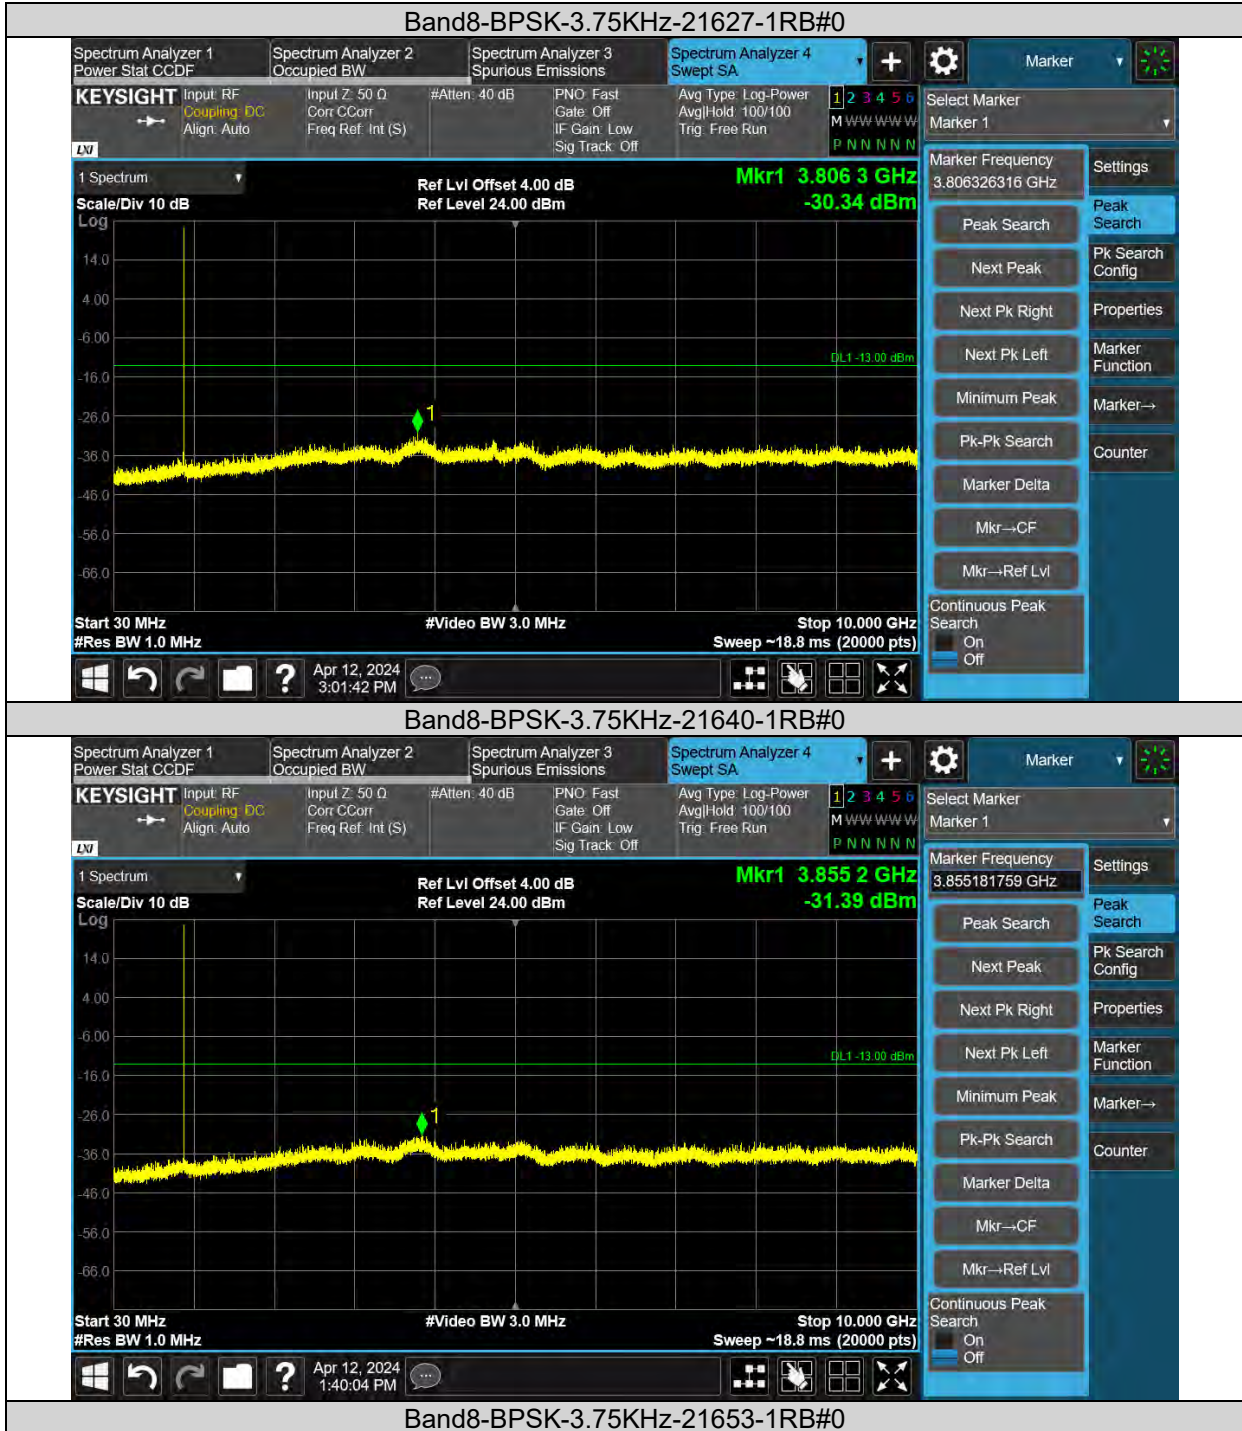 Band8-BPSK-3.75KHz-21627-1RB#0
Spectrum Analyzer 1
Power Stat CCDF
Spectrum Analyzer 2
Occupied BW
Spectrum Analyzer 3
Spurious Emissions
Spectrum Analyzer 4
Swept SA
Marker
KEYSIGHT
LXI
Input: RF
Coupling: DC
Align: Auto
Input Z: 50 Ω
Corr CCorr
Freq Ref: Int (S)
#Atten: 40 dB
PNO: Fast
Gate: Off
IF Gain: Low
Sig Track: Off
Avg Type: Log-Power
Avg|Hold: 100/100
Trig: Free Run
1 2 3 4 5 6
M W W W W W
P N N N N N
Select Marker
Marker 1
1 Spectrum
Scale/Div 10 dB
Log
Ref Lvl Offset 4.00 dB
Ref Level 24.00 dBm
Mkr1 3.806 3 GHz
-30.34 dBm
14.0
4.00
-6.00
-16.0
-26.0
-36.0
-46.0
-56.0
-66.0
DL1 -13.00 dBm
1
Start 30 MHz
#Res BW 1.0 MHz
#Video BW 3.0 MHz
Stop 10.000 GHz
Sweep ~18.8 ms (20000 pts)
Marker Frequency
3.806326316 GHz
Peak Search
Next Peak
Next Pk Right
Next Pk Left
Minimum Peak
Pk-Pk Search
Marker Delta
Mkr→CF
Mkr→Ref Lvl
Continuous Peak
Search
On
Off
Settings
Peak
Search
Pk Search
Config
Properties
Marker
Function
Marker→
Counter
?
Apr 12, 2024
3:01:42 PM
Band8-BPSK-3.75KHz-21640-1RB#0
Spectrum Analyzer 1
Power Stat CCDF
Spectrum Analyzer 2
Occupied BW
Spectrum Analyzer 3
Spurious Emissions
Spectrum Analyzer 4
Swept SA
Marker
KEYSIGHT
LXI
Input: RF
Coupling: DC
Align: Auto
Input Z: 50 Ω
Corr CCorr
Freq Ref: Int (S)
#Atten: 40 dB
PNO: Fast
Gate: Off
IF Gain: Low
Sig Track: Off
Avg Type: Log-Power
Avg|Hold: 100/100
Trig: Free Run
1 2 3 4 5 6
M W W W W W
P N N N N N
Select Marker
Marker 1
1 Spectrum
Scale/Div 10 dB
Log
Ref Lvl Offset 4.00 dB
Ref Level 24.00 dBm
Mkr1 3.855 2 GHz
-31.39 dBm
14.0
4.00
-6.00
-16.0
-26.0
-36.0
-46.0
-56.0
-66.0
DL1 -13.00 dBm
1
Start 30 MHz
#Res BW 1.0 MHz
#Video BW 3.0 MHz
Stop 10.000 GHz
Sweep ~18.8 ms (20000 pts)
Marker Frequency
3.855181759 GHz
Peak Search
Next Peak
Next Pk Right
Next Pk Left
Minimum Peak
Pk-Pk Search
Marker Delta
Mkr→CF
Mkr→Ref Lvl
Continuous Peak
Search
On
Off
Settings
Peak
Search
Pk Search
Config
Properties
Marker
Function
Marker→
Counter
?
Apr 12, 2024
1:40:04 PM
Band8-BPSK-3.75KHz-21653-1RB#0